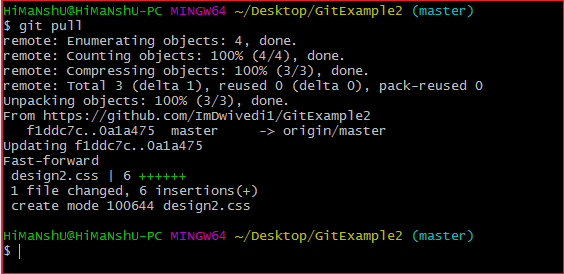 HiMaNshU@HiMaNshU-PC MINGW64 ~/Desktop/GitExample2 (master)
$ git pull
remote: Enumerating objects: 4, done.
remote: Counting objects: 100% (4/4), done.
remote: Compressing objects: 100% (3/3), done.
remote: Total 3 (delta 1), reused 0 (delta 0), pack-reused 0
Unpacking objects: 100% (3/3), done.
From https://github.com/ImDwivedi1/GitExample2
   f1ddc7c..0a1a475  master     -> origin/master
Updating f1ddc7c..0a1a475
Fast-forward
 design2.css | 6 ++++++
 1 file changed, 6 insertions(+)
 create mode 100644 design2.css
HiMaNshU@HiMaNshU-PC MINGW64 ~/Desktop/GitExample2 (master)
$